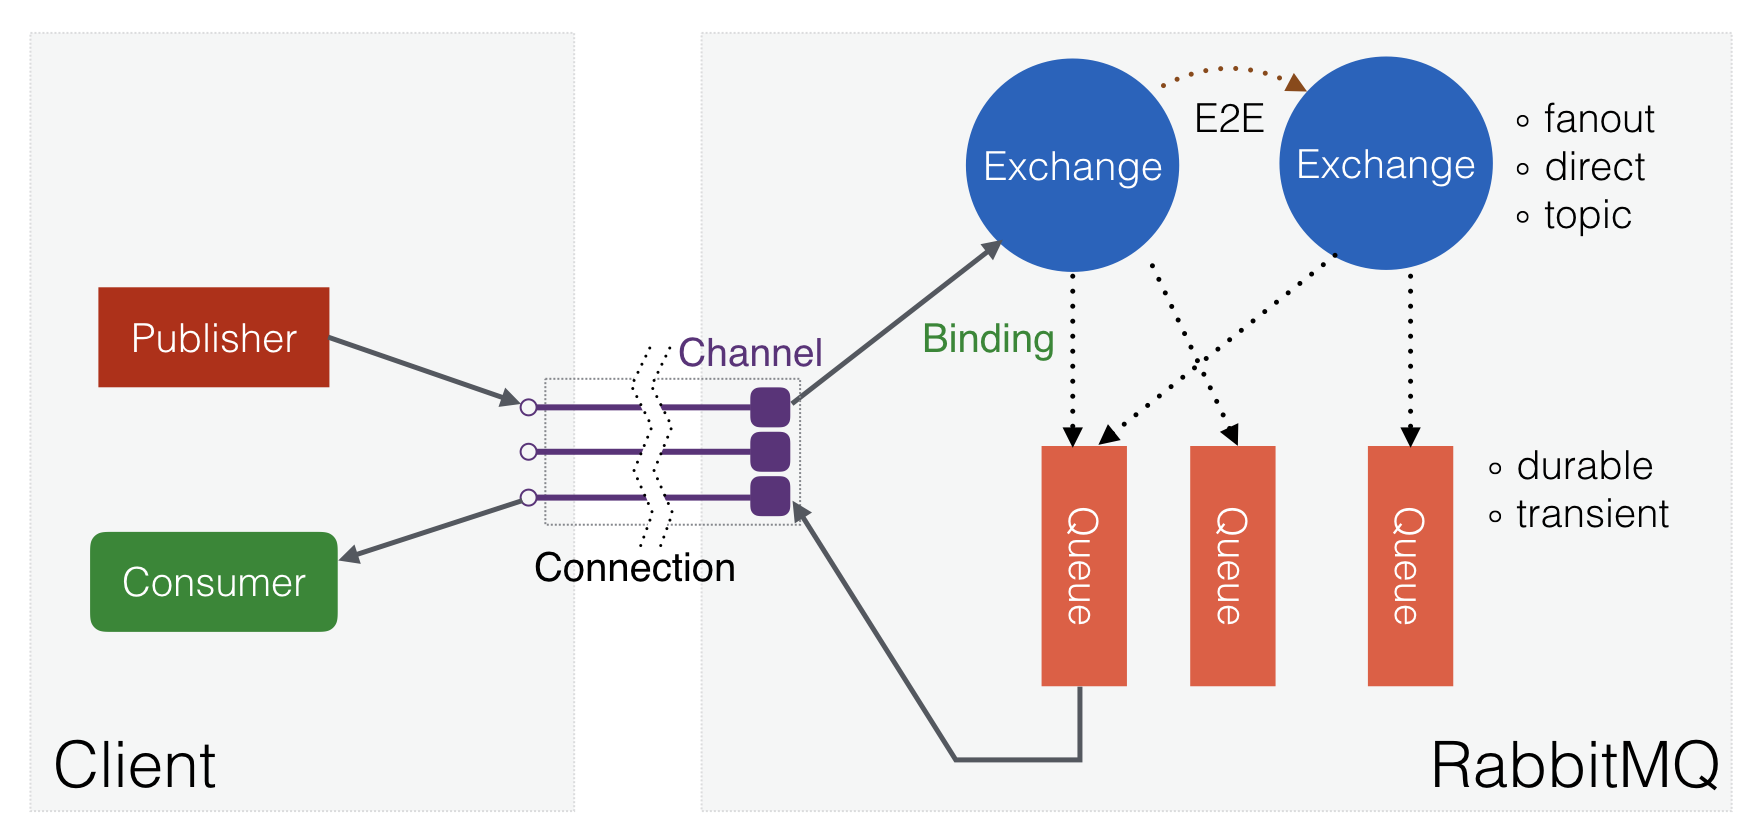 Exchange
E2E
Exchange
◦ fanout
◦ direct
◦ topic
Publisher
Channel
Binding
Consumer
Connection
Queue
Queue
Queue
◦ durable
◦ transient
Client
RabbitMQ